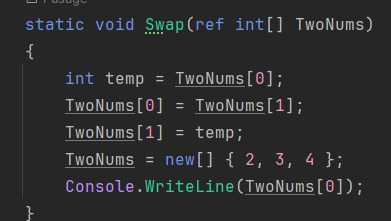 static void Swap(ref int[] TwoNums)
{
    int temp = TwoNums[0];
    TwoNums[0] = TwoNums[1];
    TwoNums[1] = temp;
    TwoNums = new[] { 2, 3, 4 };
    Console.WriteLine(TwoNums[0]);
}